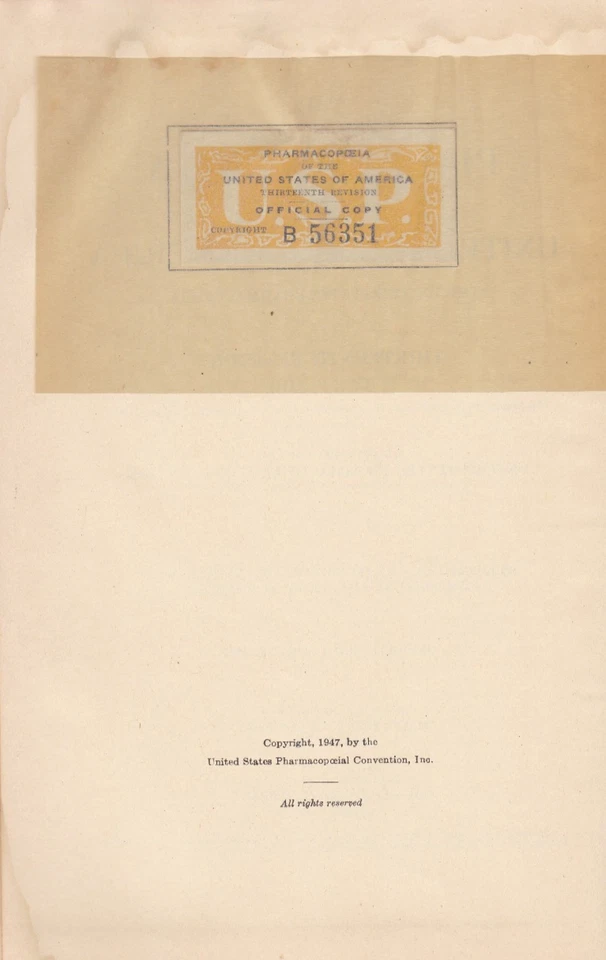 PHARMACOPŒIA
OF THE
UNITED STATES OF AMERICA
THIRTEENTH REVISION
U.S.P.
OFFICIAL COPY
COPYRIGHT B 56351
Copyright, 1947, by the
United States Pharmacopœial Convention, Inc.
All rights reserved